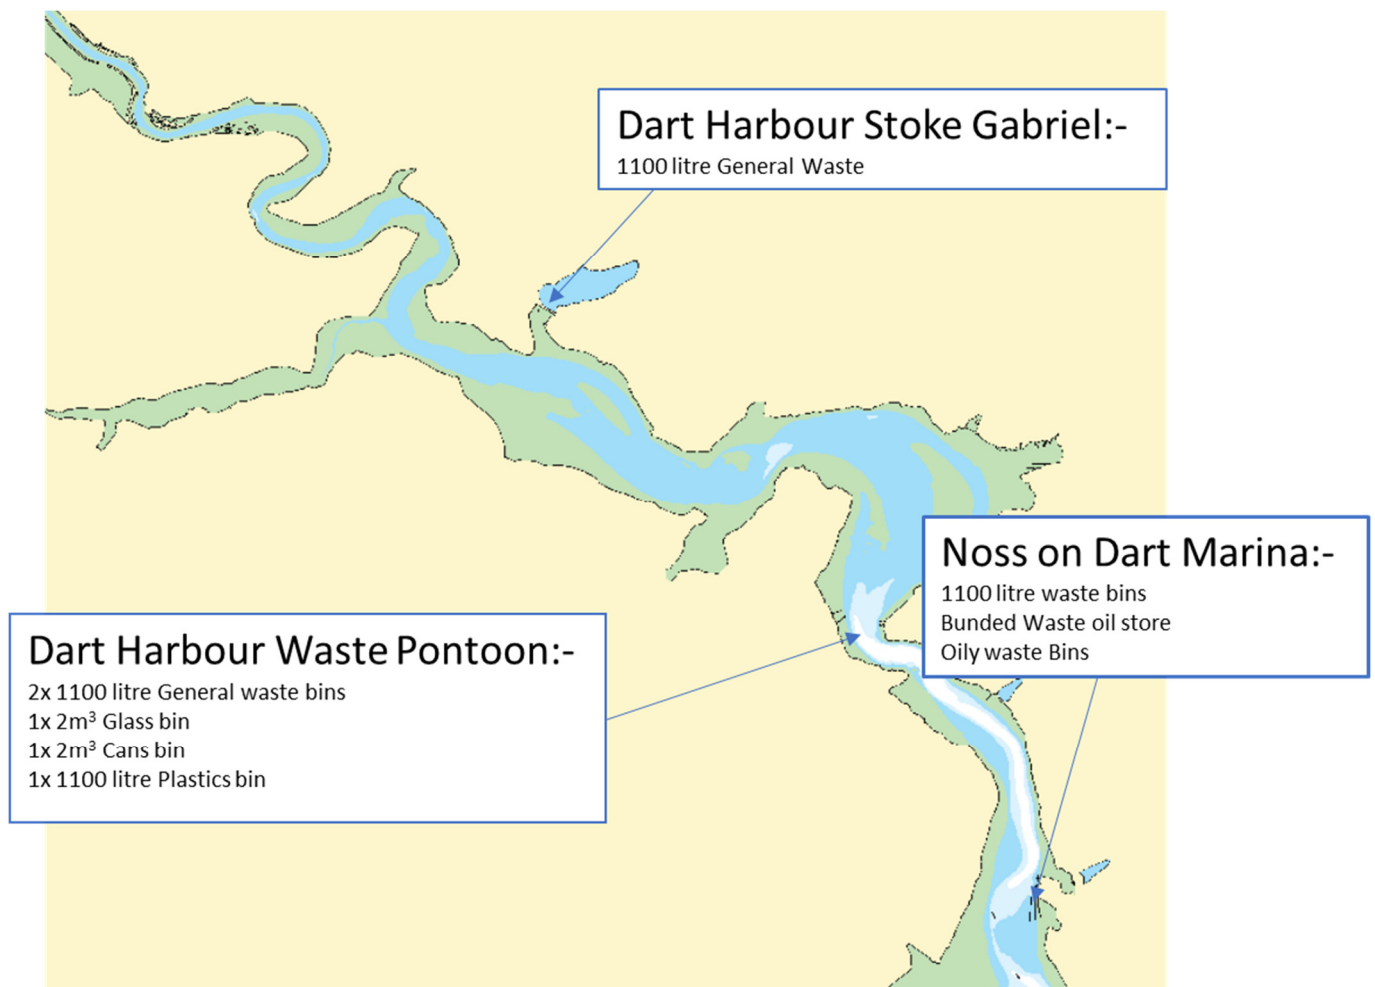 Dart Harbour Stoke Gabriel:-
1100 litre General Waste
Noss on Dart Marina:-
1100 litre waste bins
Bunded Waste oil store
Oily waste Bins
Dart Harbour Waste Pontoon:-
2x 1100 litre General waste bins
1x 2m³ Glass bin
1x 2m³ Cans bin
1x 1100 litre Plastics bin